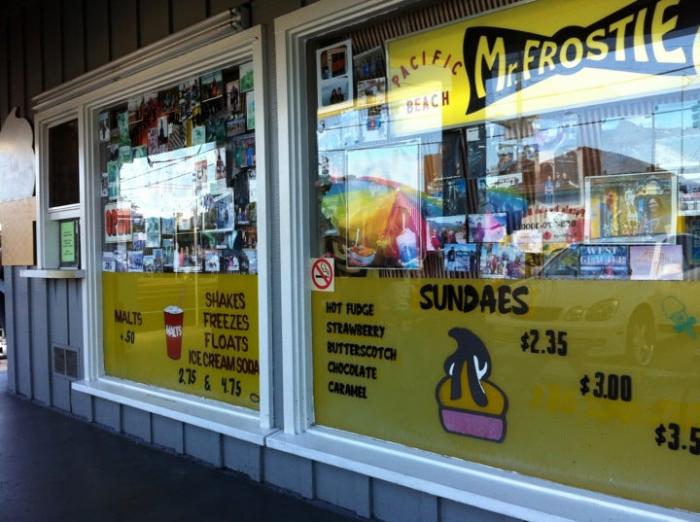 PACIFIC
BEACH
Mr. FROSTIE
MALTS
+.50
MALTS
SHAKES
FREEZES
FLOATS
ICE CREAM SODA
2.75 & 4.75
SUNDAES
HOT FUDGE
STRAWBERRY
BUTTERSCOTCH
CHOCOLATE
CARAMEL
$2.35
$3.00
$3.5